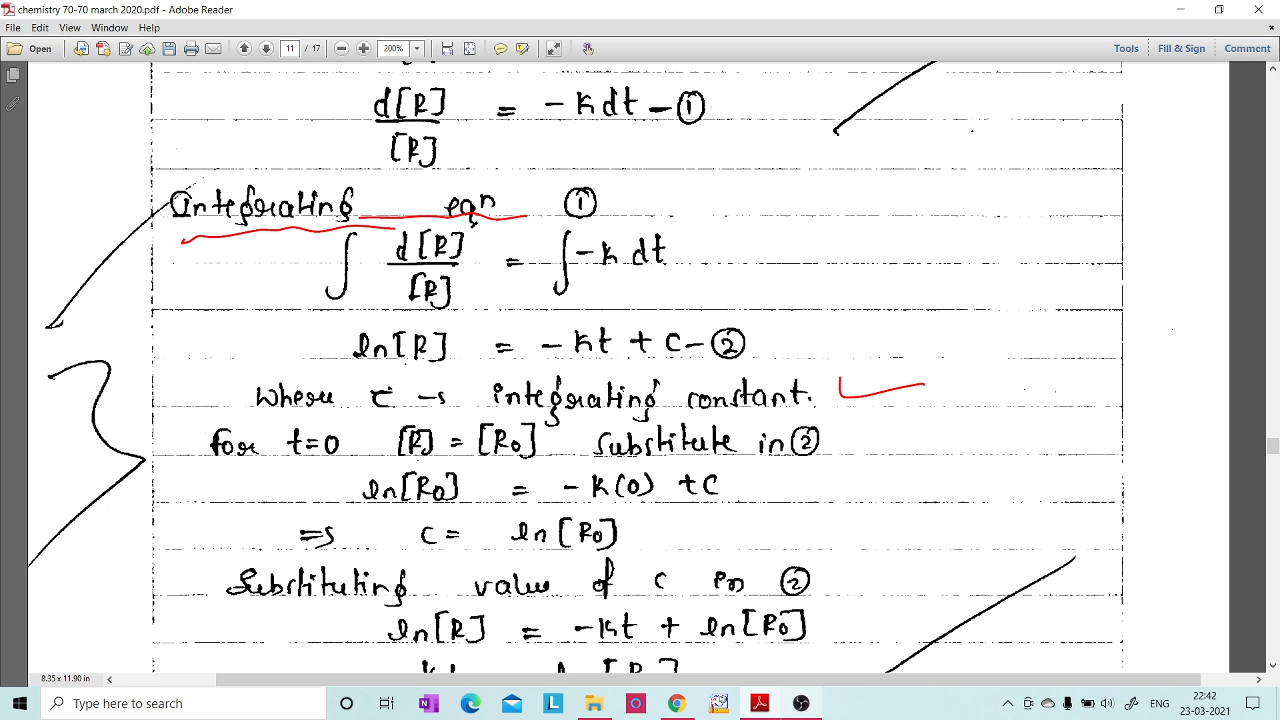 chemistry 70-70 march 2020.pdf - Adobe Reader
File Edit View Window Help
Open 11 / 17 200% Tools Fill & Sign Comment
d[R]/[R] = -k dt - ①
Integrating eqn ①
∫ d[R]/[R] = ∫ -k dt
ln[R] = -kt + C - ②
where c → integrating constant.
for t=0 [R] = [R0] substitute in ②
ln[R0] = -k(0) + C
=> C = ln[R0]
Substituting value of C in ②
ln[R] = -kt + ln[R0]
8.35 x 11.90 in
Type here to search
ENG
22:42
23-03-2021